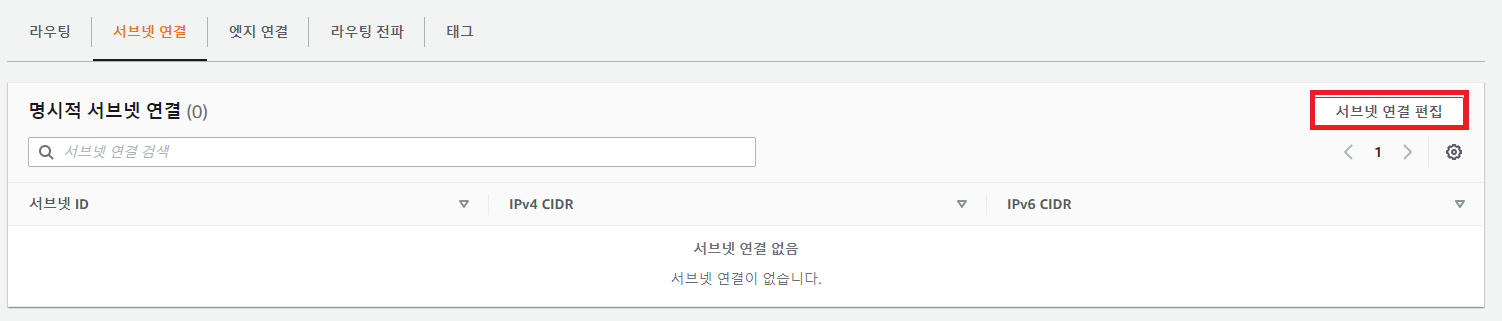 라우팅 서브넷 연결 엣지 연결 라우팅 전파 태그
명시적 서브넷 연결 (0) 서브넷 연결 편집
서브넷 연결 검색 1
서브넷 ID IPv4 CIDR IPv6 CIDR
서브넷 연결 없음
서브넷 연결이 없습니다.